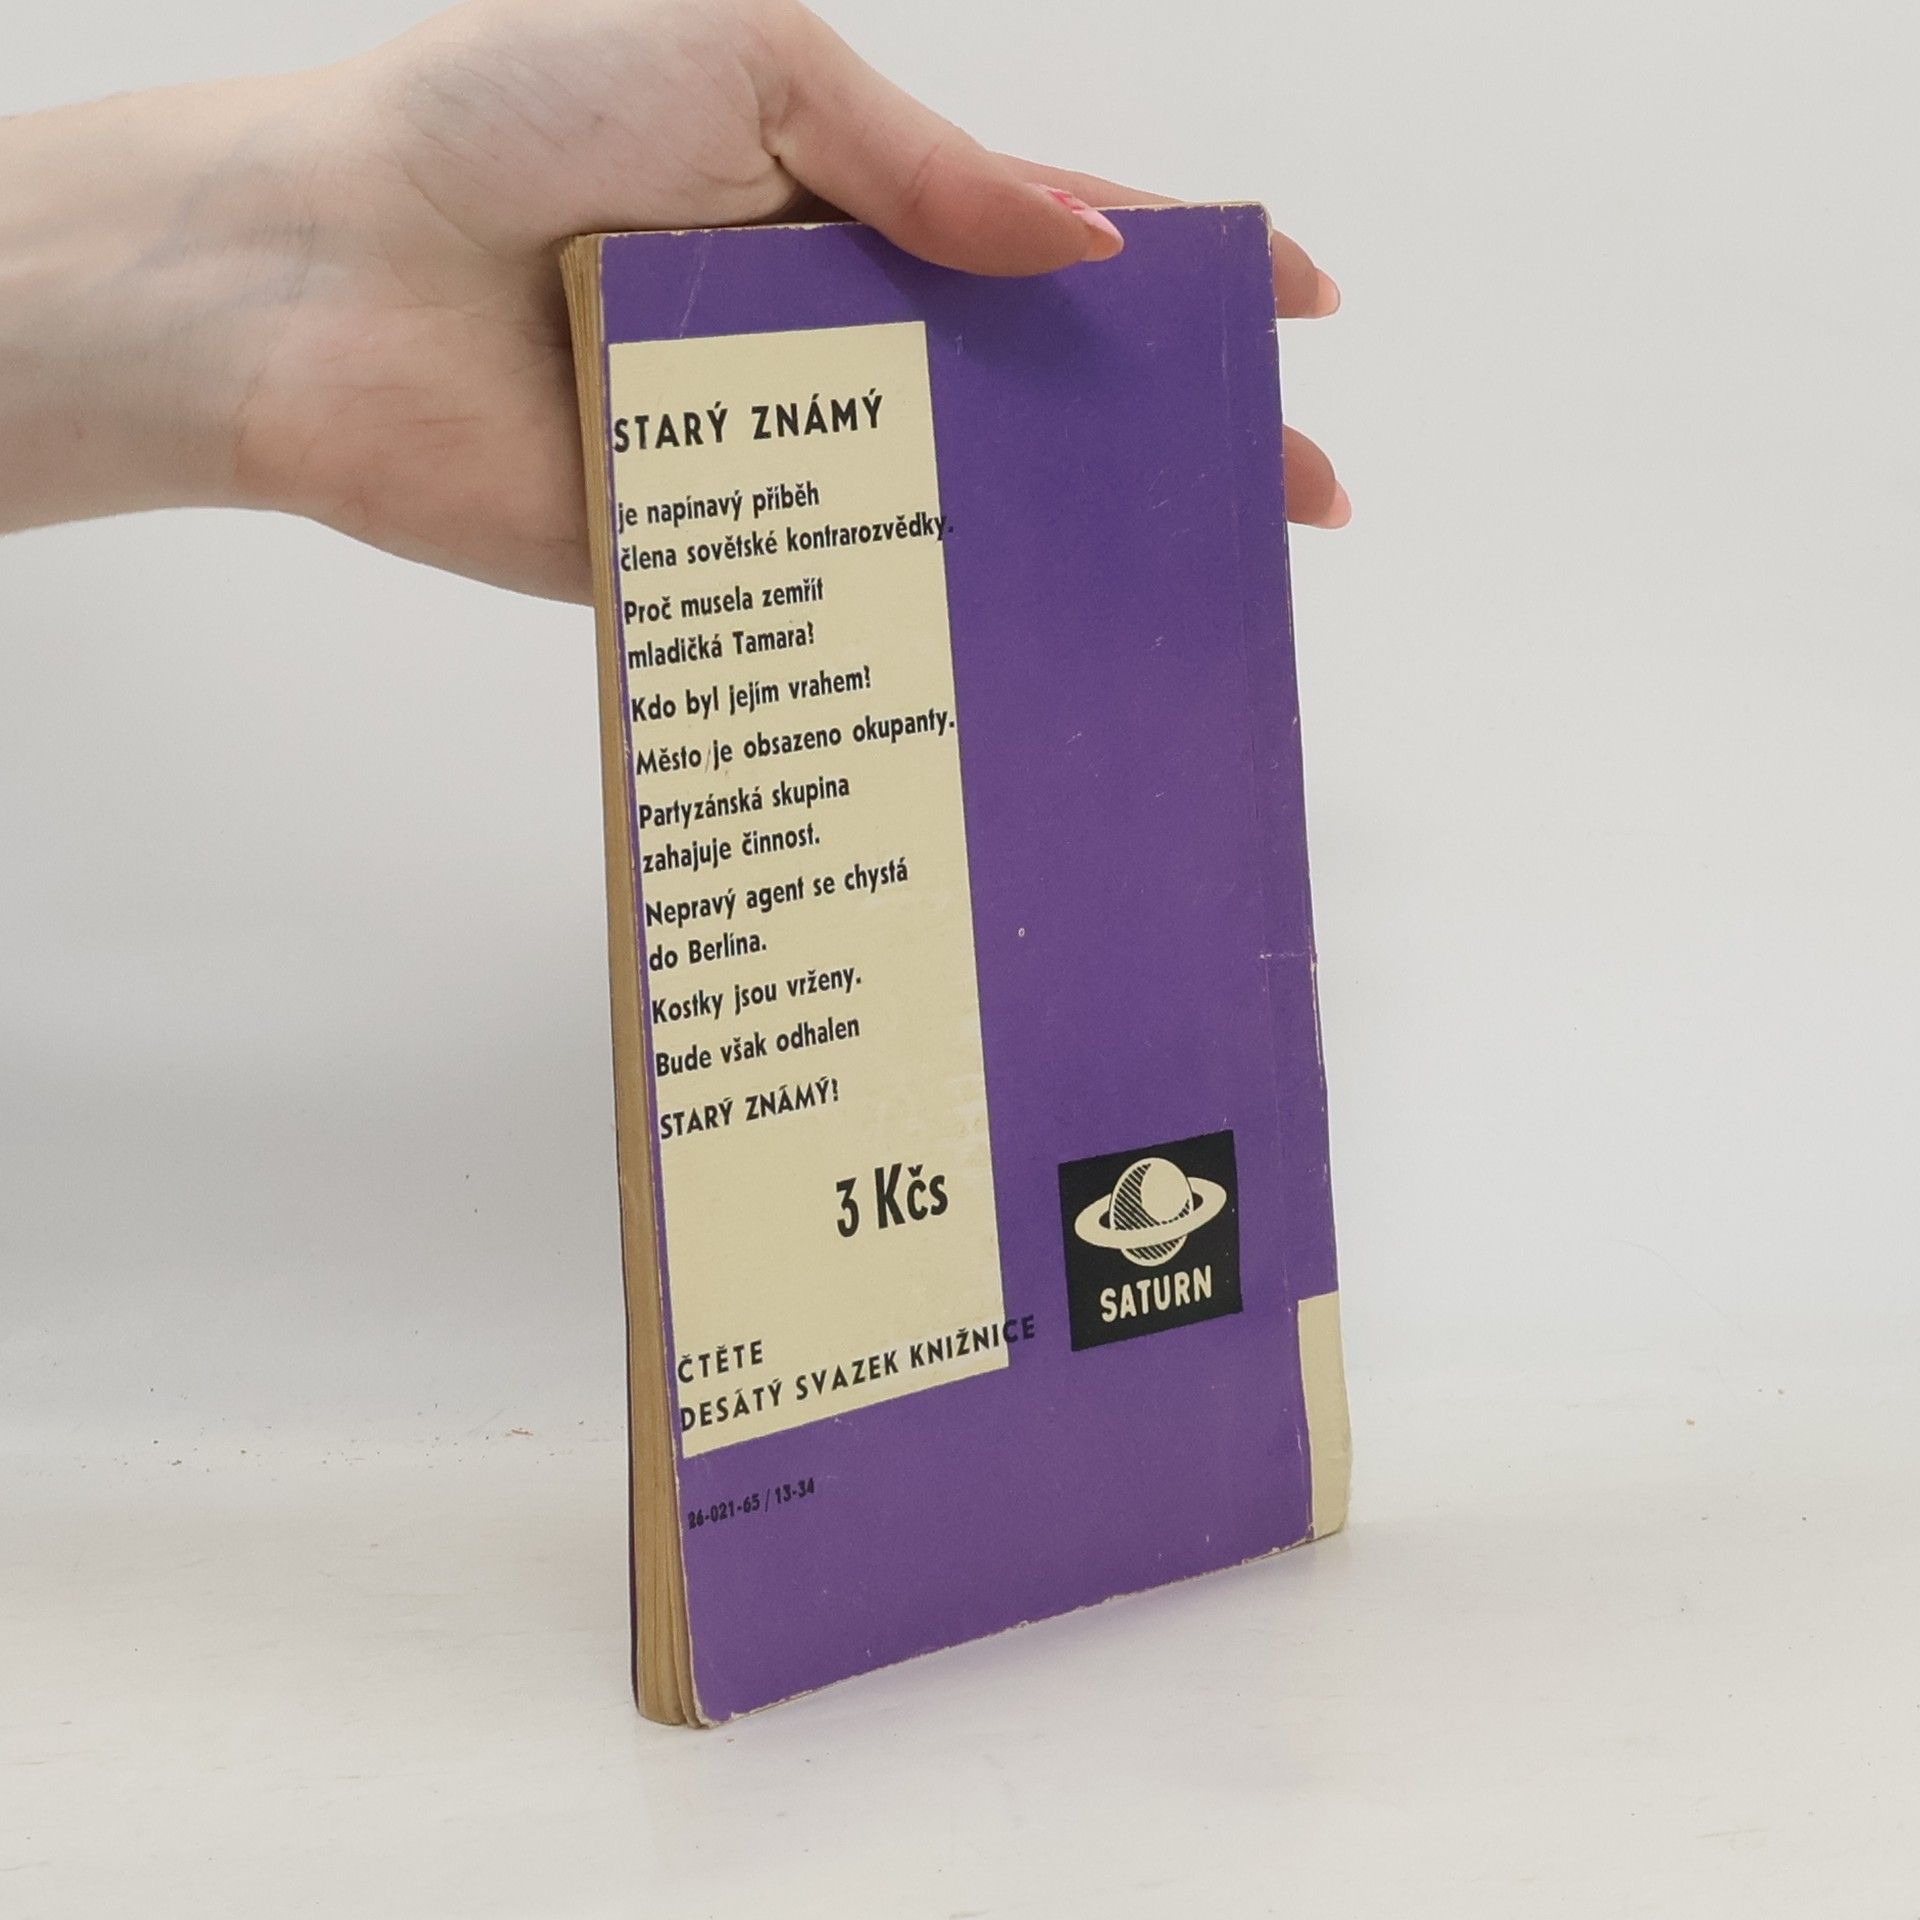 STARÝ ZNÁMÝ
je napínavý příběh
člena sovětské kontrarozvědky.
Proč musela zemřít
mladičká Tamara?
Kdo byl jejím vrahem?
Město je obsazeno okupanty.
Partyzánská skupina
zahajuje činnost.
Nepravý agent se chystá
do Berlína.
Kostky jsou vrženy.
Bude však odhalen
STARÝ ZNÁMÝ?
3 Kčs
ČTĚTE
DESÁTÝ SVAZEK KNIŽNICE
SATURN
26-021-65 / 13-34